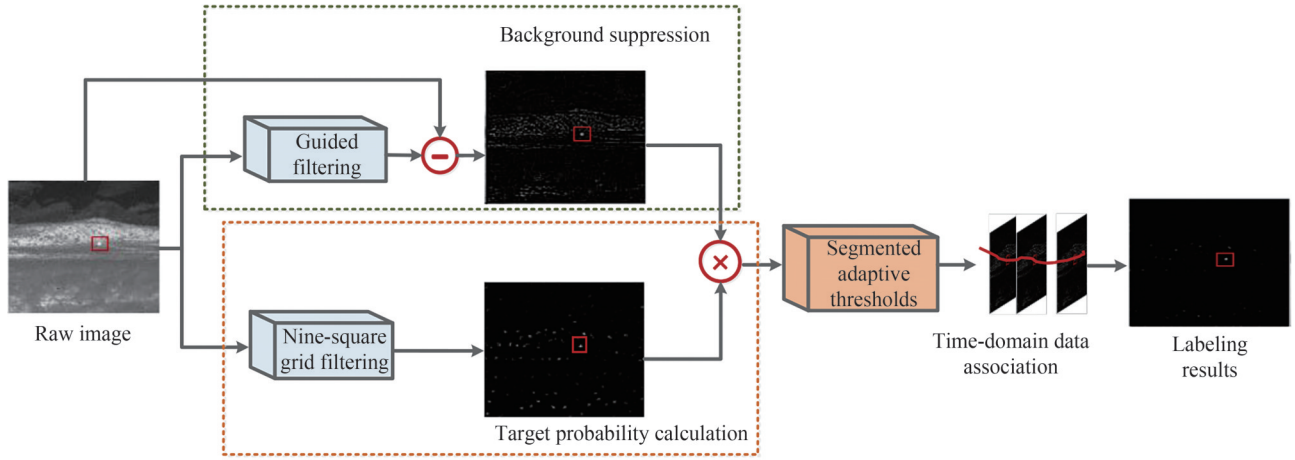 Background suppression
Guided
filtering
Raw image
Nine-square
grid filtering
Target probability calculation
Segmented
adaptive
thresholds
Time-domain data
association
Labeling
results